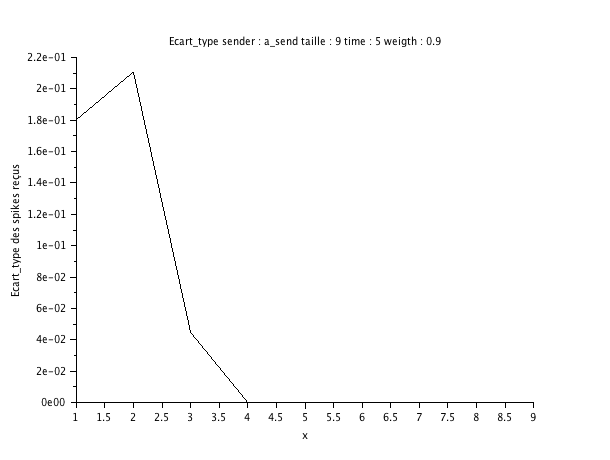 Ecart_type sender : a_send taille : 9 time : 5 weigth : 0.9
2.2e-01
2e-01
1.8e-01
1.6e-01
1.4e-01
1.2e-01
1e-01
8e-02
6e-02
4e-02
2e-02
0e00
Ecart_type des spikes reçus
1 1.5 2 2.5 3 3.5 4 4.5 5 5.5 6 6.5 7 7.5 8 8.5 9
x